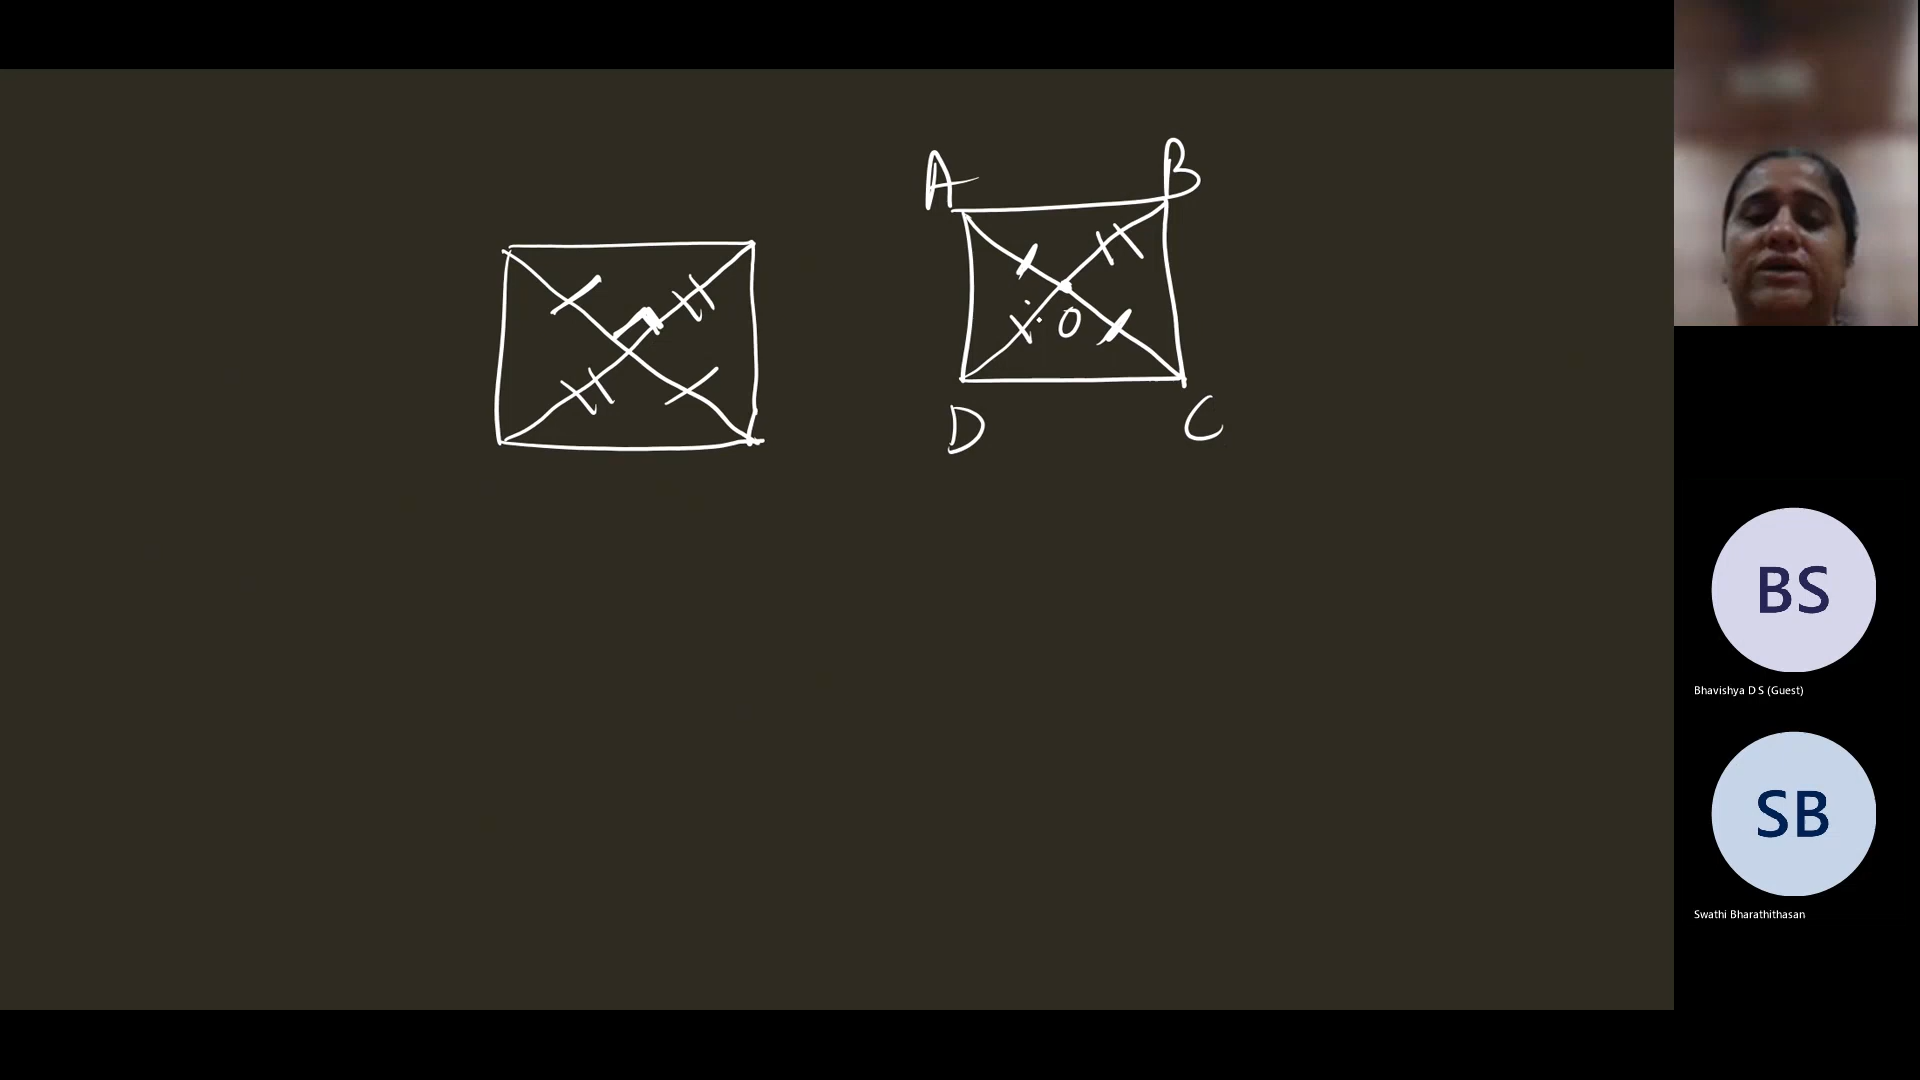 A B
O
D C
BS
Bhavishya D S (Guest)
SB
Swathi Bharathithasan